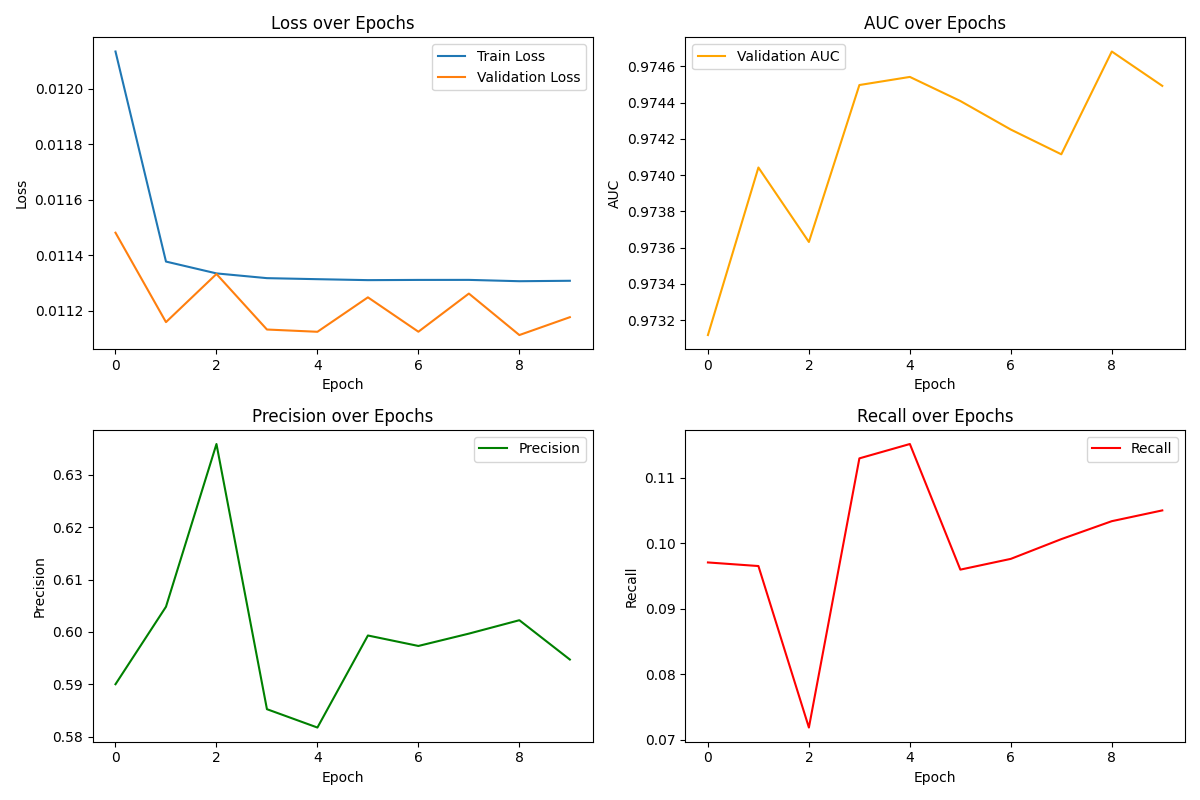 Loss over Epochs
Train Loss
Validation Loss
0.0120
0.0118
0.0116
0.0114
0.0112
Loss
0 2 4 6 8
Epoch
AUC over Epochs
Validation AUC
0.9746
0.9744
0.9742
0.9740
0.9738
0.9736
0.9734
0.9732
AUC
0 2 4 6 8
Epoch
Precision over Epochs
Precision
0.63
0.62
0.61
0.60
0.59
0.58
Precision
0 2 4 6 8
Epoch
Recall over Epochs
Recall
0.11
0.10
0.09
0.08
0.07
Recall
0 2 4 6 8
Epoch